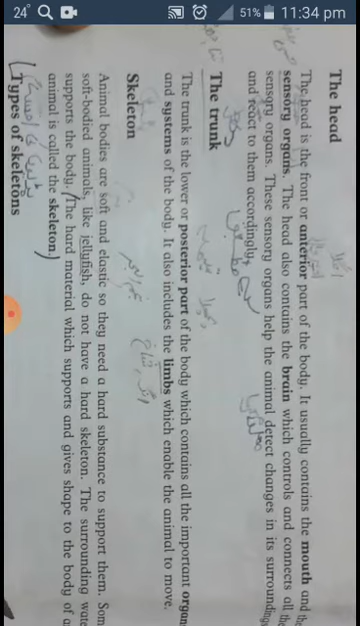 24° 51% 11:34 pm
The head
The head is the front or anterior part of the body. It usually contains the mouth and the
sensory organs. The head also contains the brain which controls and connects all the
sensory organs. These sensory organs help the animal detect changes in its surroundings
and react to them accordingly.
The trunk
The trunk is the lower or posterior part of the body which contains all the important organ
and systems of the body. It also includes the limbs which enable the animal to move.
Skeleton
Animal bodies are soft and elastic so they need a hard substance to support them. Som
soft-bodied animals, like jellyfish, do not have a hard skeleton. The surrounding wate
supports the body. The hard material which supports and gives shape to the body of a
animal is called the skeleton.
Types of skeletons